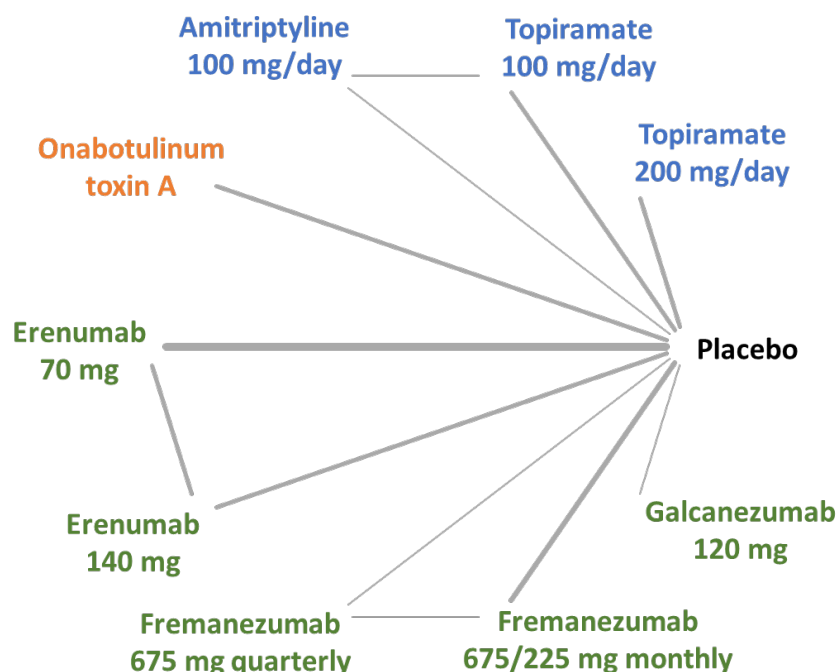 Amitriptyline
100 mg/day
Topiramate
100 mg/day
Topiramate
200 mg/day
Onabotulinum
toxin A
Erenumab
70 mg
Placebo
Erenumab
140 mg
Galcanezumab
120 mg
Fremanezumab
675 mg quarterly
Fremanezumab
675/225 mg monthly